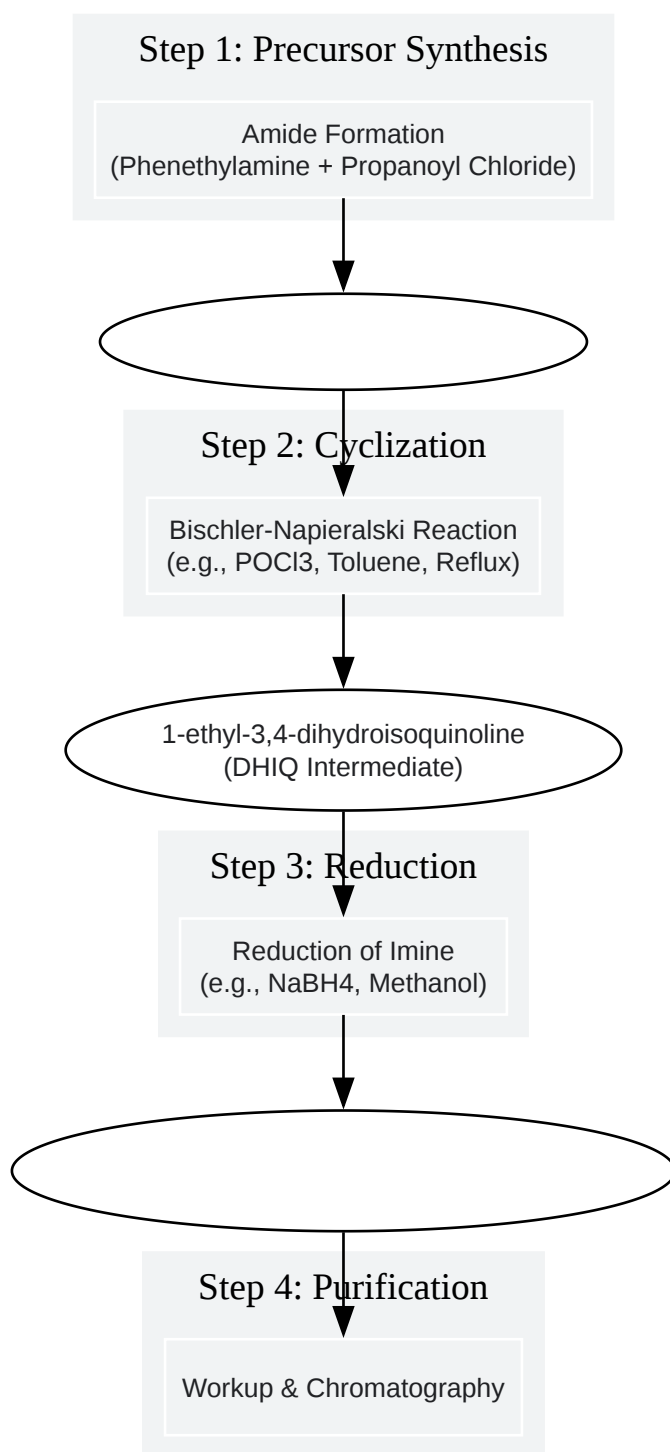 Step 1: Precursor Synthesis
Amide Formation
(Phenethylamine + Propanoyl Chloride)
Step 2: Cyclization
Bischler-Napieralski Reaction
(e.g., POCl3, Toluene, Reflux)
1-ethyl-3,4-dihydroisoquinoline
(DHIQ Intermediate)
Step 3: Reduction
Reduction of Imine
(e.g., NaBH4, Methanol)
Step 4: Purification
Workup & Chromatography